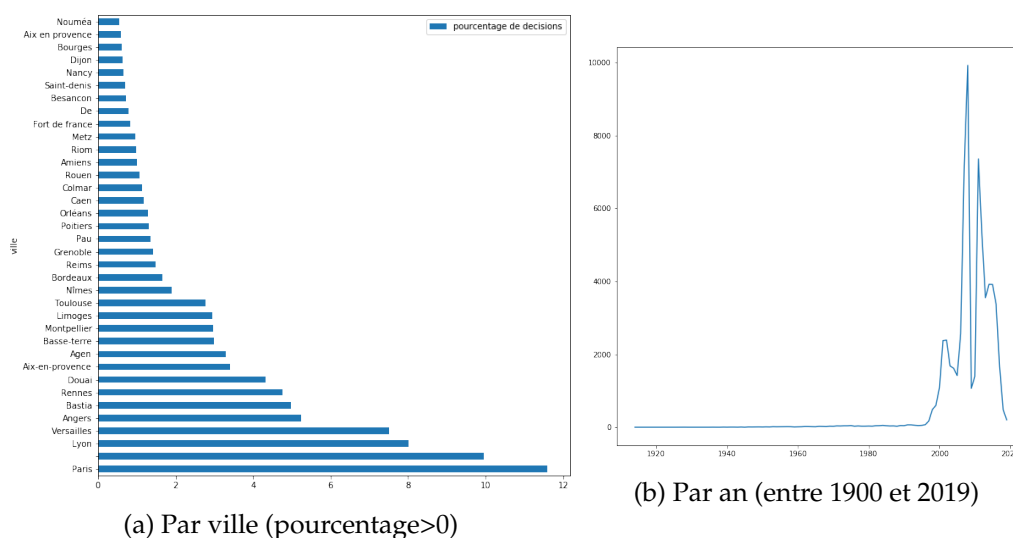 Nouméa
Aix en provence
Bourges
Dijon
Nancy
Saint-denis
Besancon
De
Fort de france
Metz
Riom
Amiens
Rouen
Colmar
Caen
Orléans
Poitiers
Pau
Grenoble
Reims
Bordeaux
Nîmes
Toulouse
Limoges
Montpellier
Basse-terre
Agen
Aix-en-provence
Douai
Rennes
Bastia
Angers
Versailles
Lyon
Paris
ville
0 2 4 6 8 10 12
pourcentage de decisions
(a) Par ville (pourcentage>0)
10000
8000
6000
4000
2000
0
1920 1940 1960 1980 2000 202
(b) Par an (entre 1900 et 2019)